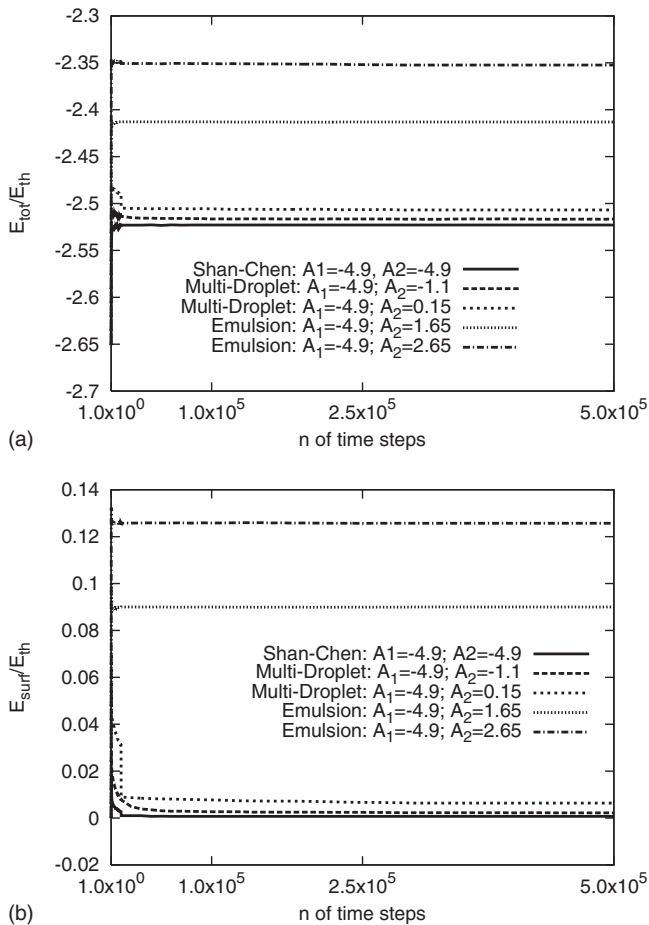 -2.3
-2.35
-2.4
-2.45
-2.5
-2.55
-2.6
-2.65
-2.7
E_tot/E_th
Shan-Chen: A1=-4.9, A2=-4.9
Multi-Droplet: A₁=-4.9; A₂=-1.1
Multi-Droplet: A₁=-4.9; A₂=0.15
Emulsion: A₁=-4.9; A₂=1.65
Emulsion: A₁=-4.9; A₂=2.65
1.0x10⁰ 1.0x10⁵ 2.5x10⁵ 5.0x10⁵
(a)
n of time steps
0.14
0.12
0.1
0.08
0.06
0.04
0.02
0
-0.02
E_surf/E_th
Shan-Chen: A1=-4.9; A2=-4.9
Multi-Droplet: A₁=-4.9; A₂=-1.1
Multi-Droplet: A₁=-4.9; A₂=0.15
Emulsion: A₁=-4.9; A₂=1.65
Emulsion: A₁=-4.9; A₂=2.65
1.0x10⁰ 1.0x10⁵ 2.5x10⁵ 5.0x10⁵
(b)
n of time steps